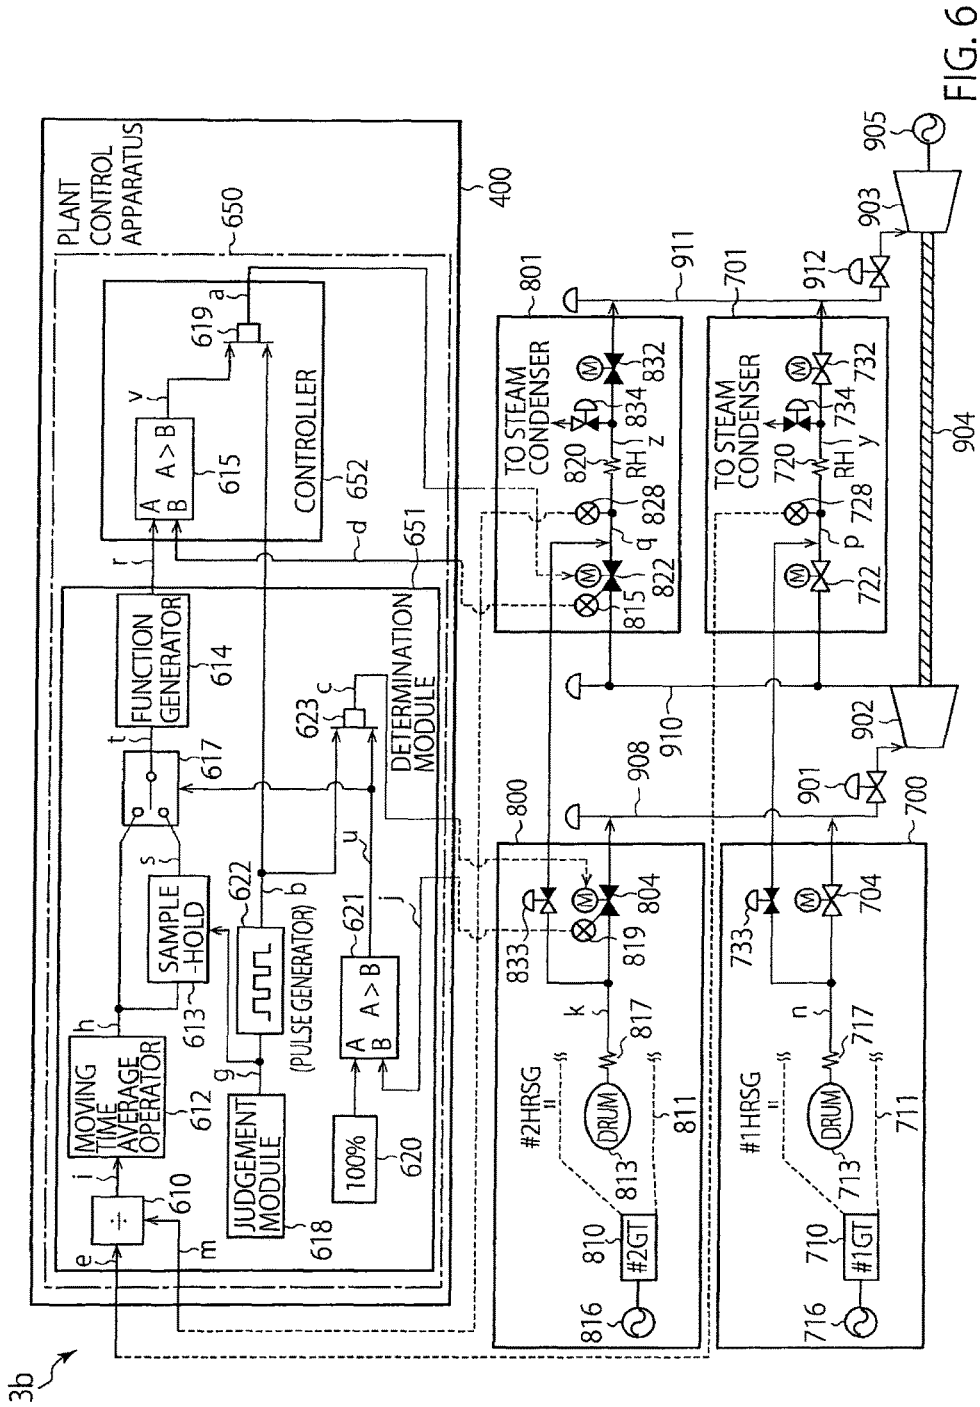 FIG. 6
3b
PLANT
CONTROL
APPARATUS
400
650
652
CONTROLLER
615
A
B
A > B
v
619
a
r
d
651
DETERMINATION
MODULE
FUNCTION
GENERATOR
614
t
617
s
h
SAMPLE
-HOLD
613
MOVING
TIME
AVERAGE
OPERATOR
612
i
÷
610
e
m
JUDGEMENT
MODULE
618
g
622
(PULSE GENERATOR)
b
100%
620
A
B
A > B
621
u
j
623
c
801
TO STEAM
CONDENSER
820
RH
z
834
M
832
828
q
M
822
815
911
701
TO STEAM
CONDENSER
720
RH
y
734
M
732
728
p
M
722
912
903
905
904
902
910
908
901
800
833
M
804
819
k
817
#2HRSG
=
DRUM
813
811
810
#2GT
816
700
733
M
704
n
717
#1HRSG
=
DRUM
713
711
710
#1GT
716